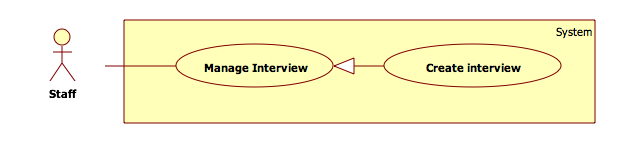 System
Manage Interview
Create interview
Staff